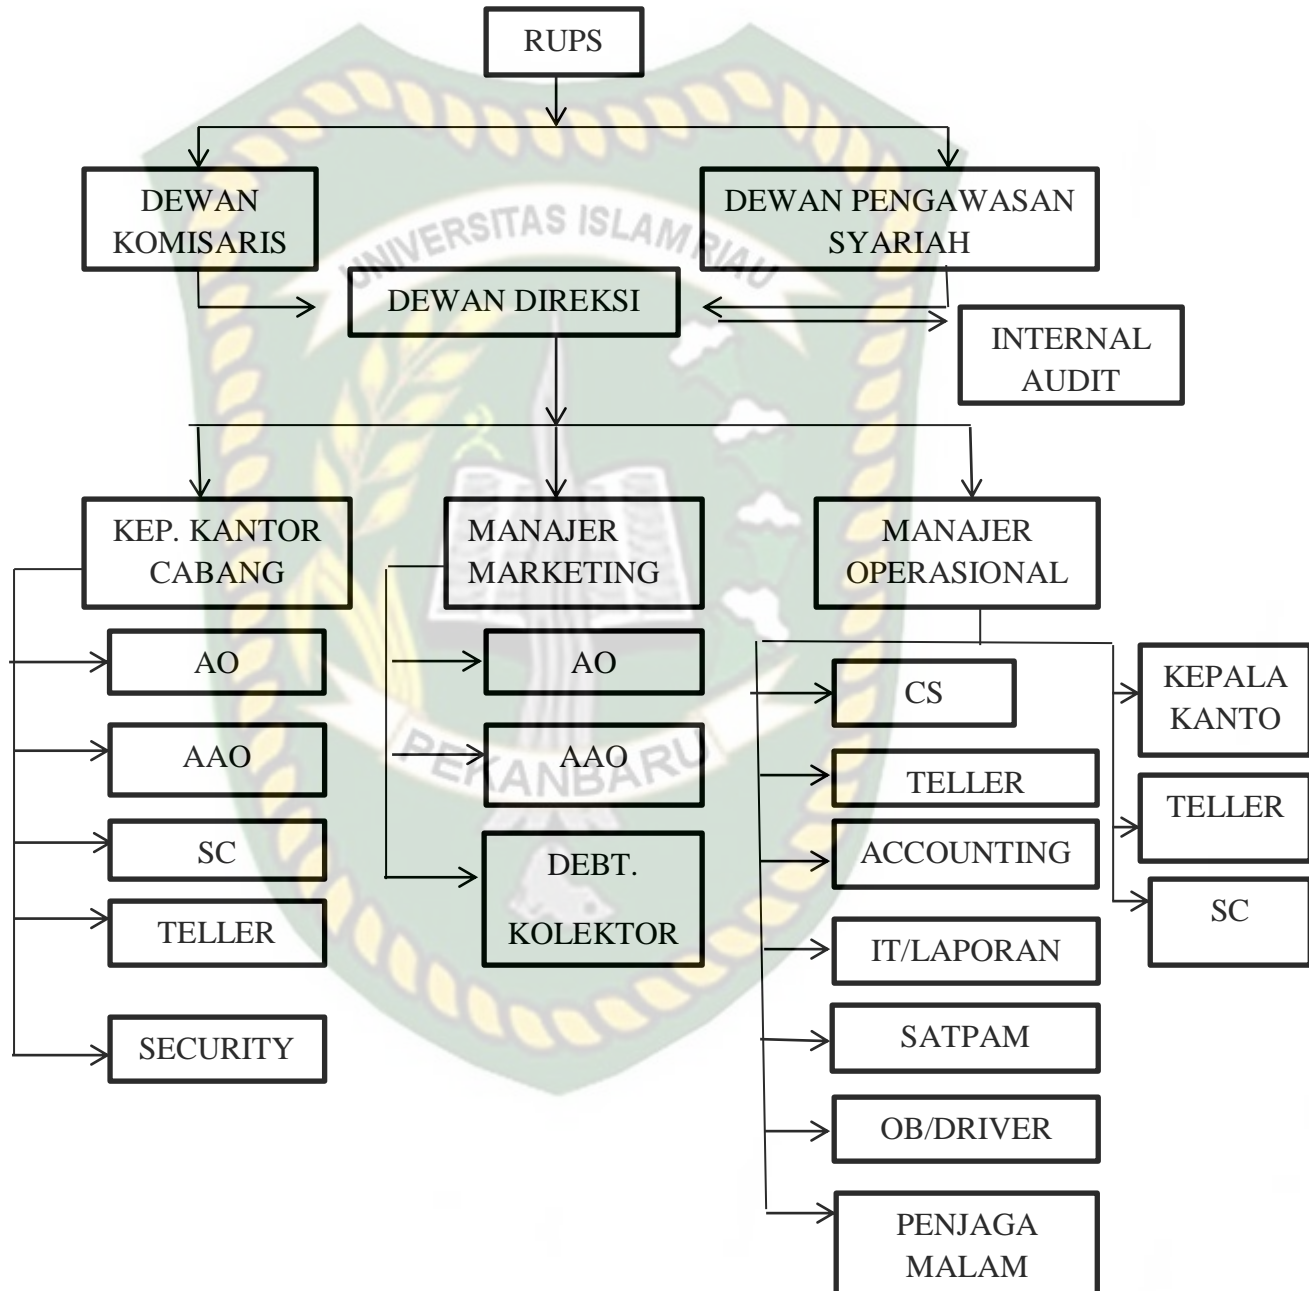 RUPS
DEWAN
KOMISARIS
DEWAN PENGAWASAN
SYARIAH
UNIVERSITAS ISLAM RIAU
DEWAN DIREKSI
INTERNAL
AUDIT
KEP. KANTOR
CABANG
MANAJER
MARKETING
MANAJER
OPERASIONAL
AO
AAO
SC
TELLER
SECURITY
AO
AAO
DEBT.
KOLEKTOR
PEKANBARU
CS
TELLER
ACCOUNTING
IT/LAPORAN
SATPAM
OB/DRIVER
PENJAGA
MALAM
KEPALA
KANTO
TELLER
SC